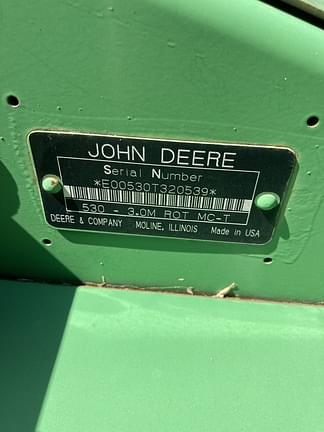 JOHN DEERE
Serial Number
*E00530T320539*
530 - 3.0M ROT MC-T
DEERE & COMPANY MOLINE, ILLINOIS Made in USA